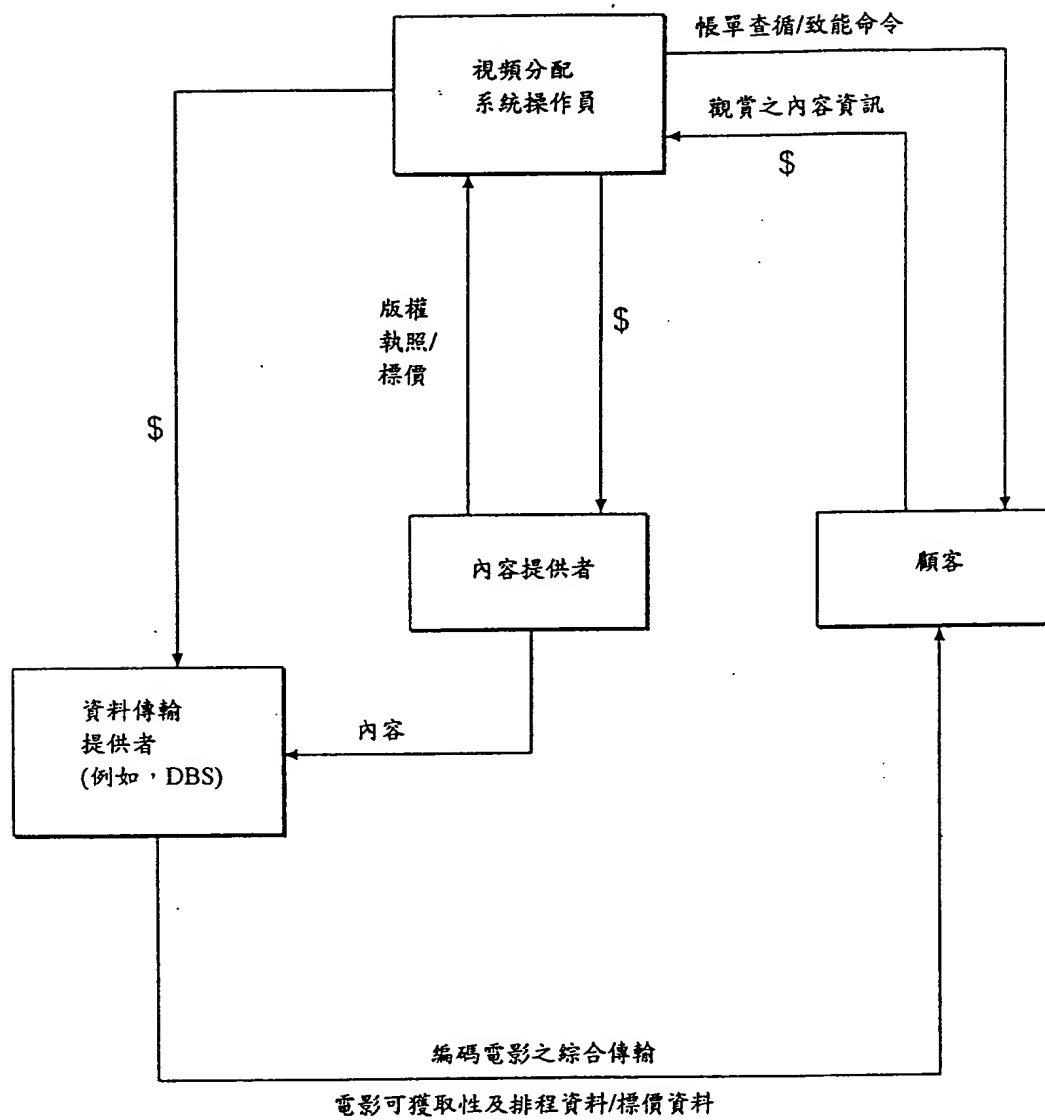 帳單查循/致能命令
視頻分配
系統操作員
觀賞之內容資訊
$
版權
執照/
標價
$
$
內容提供者
顧客
資料傳輸
提供者
(例如，DBS)
內容
編碼電影之綜合傳輸
電影可獲取性及排程資料/標價資料